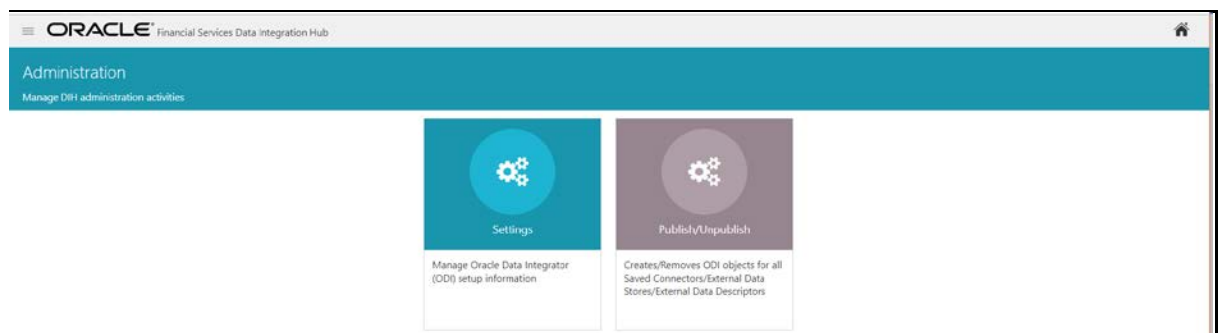 ORACLE® Financial Services Data Integration Hub
Administration
Manage DIH administration activities
Settings
Publish/Unpublish
Manage Oracle Data Integrator
(ODI) setup information
Creates/Removes ODI objects for all
Saved Connectors/External Data
Stores/External Data Descriptors